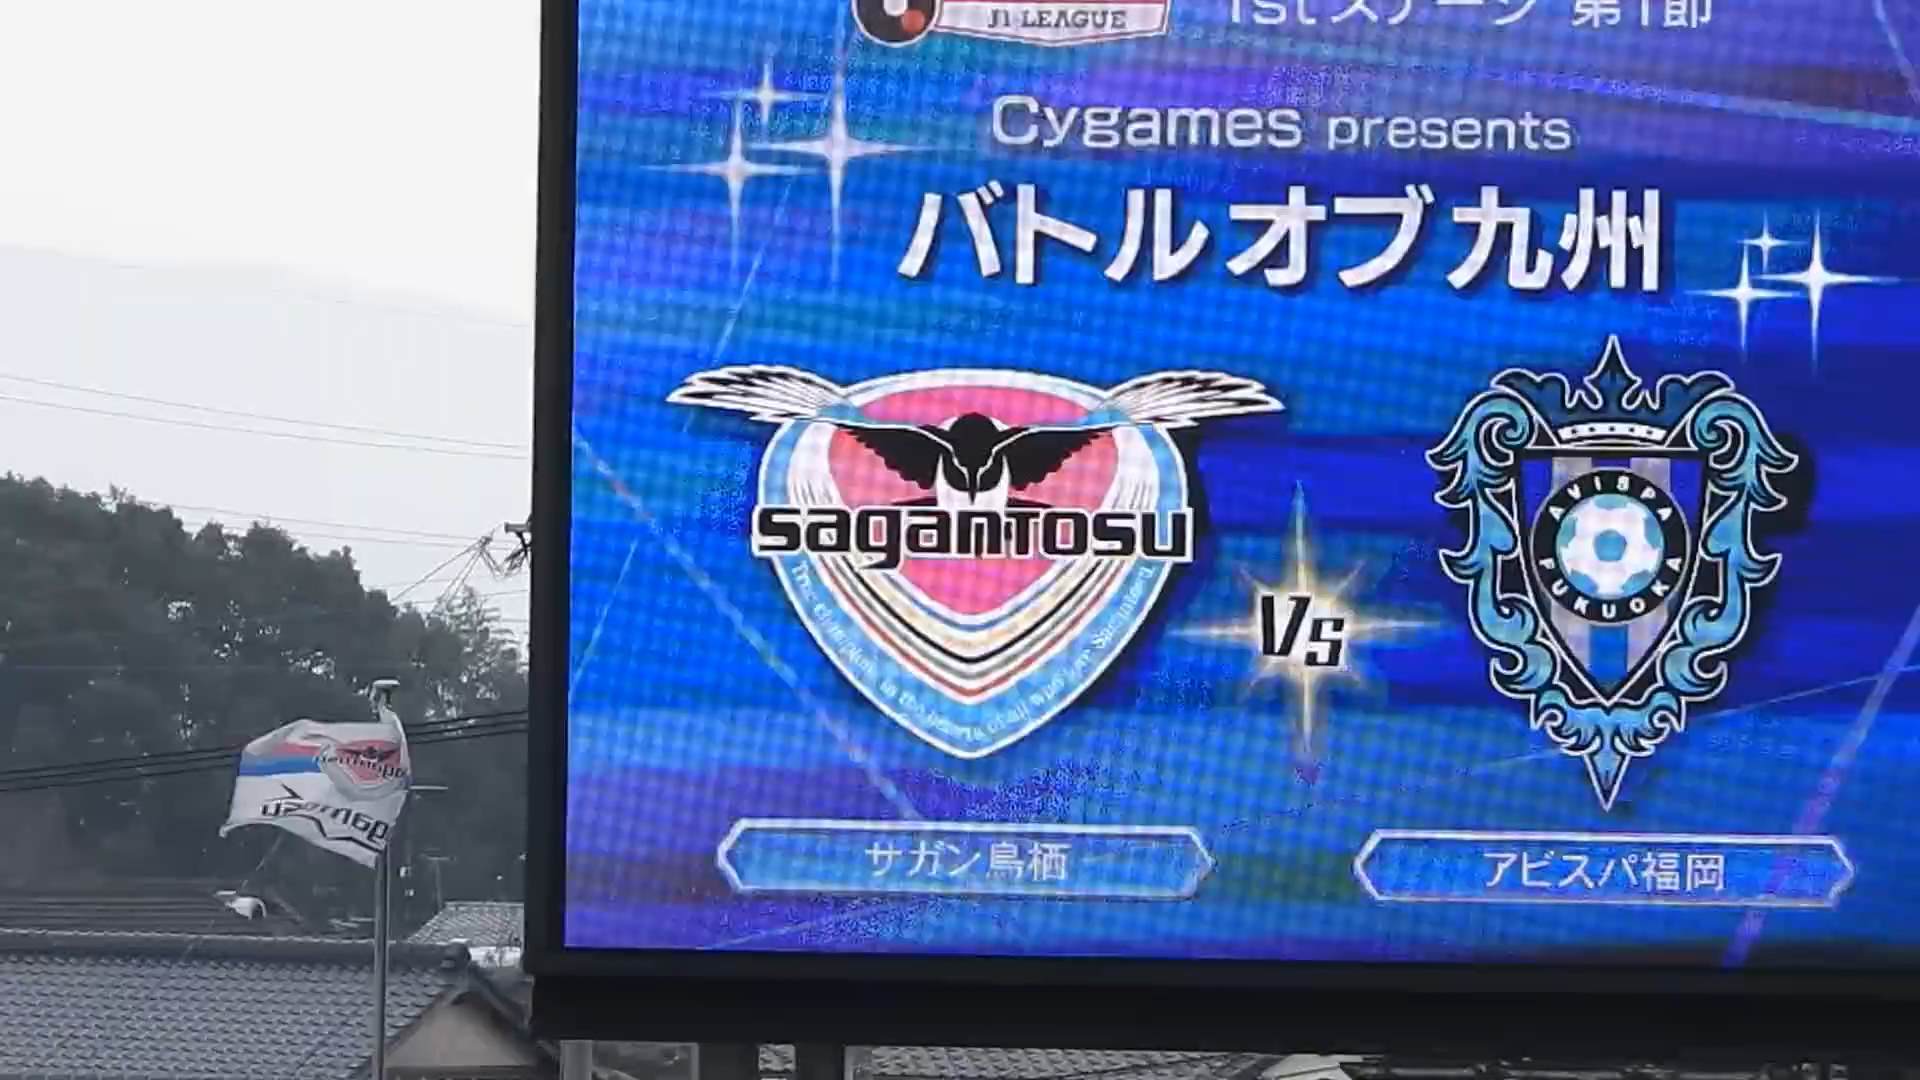 J1 LEAGUE
1stステージ 第1節
Cygames presents
バトルオブ九州
sagantosu
Vs
AVISPA
FUKUOKA
サガン鳥栖
アビスパ福岡